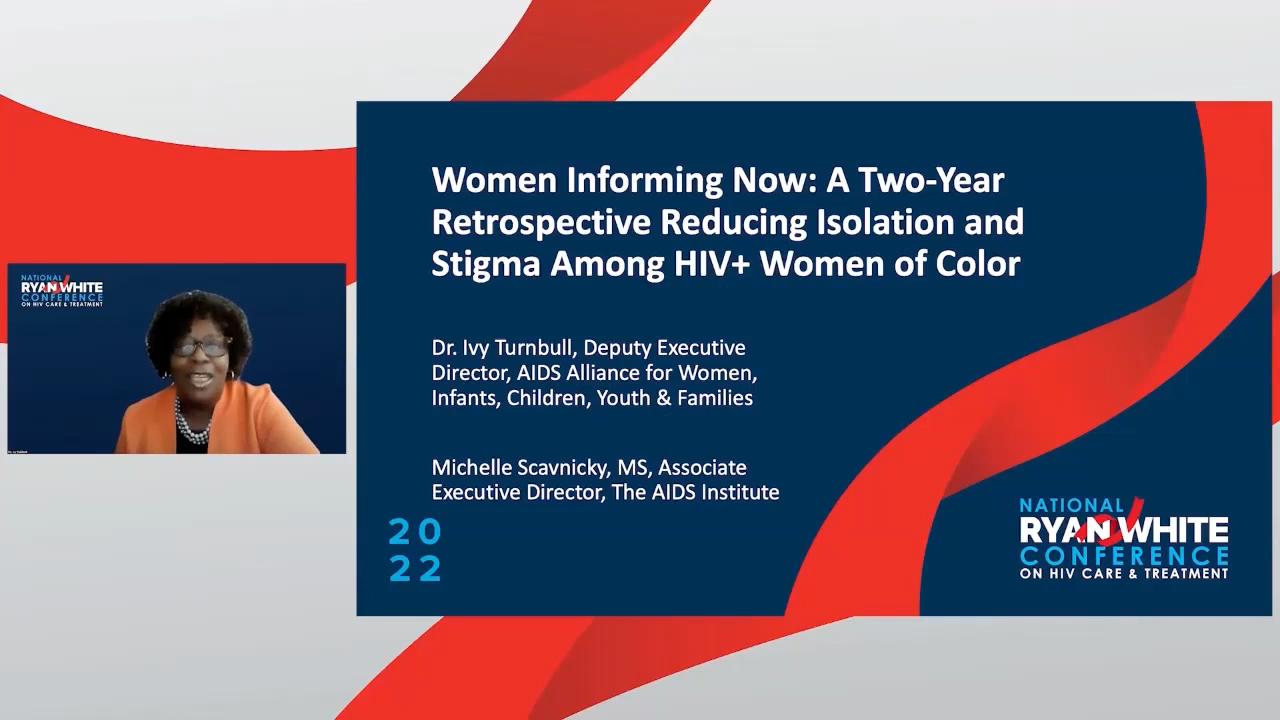 NATIONAL
RYAN WHITE
CONFERENCE
ON HIV CARE & TREATMENT
Women Informing Now: A Two-Year
Retrospective Reducing Isolation and
Stigma Among HIV+ Women of Color
Dr. Ivy Turnbull, Deputy Executive
Director, AIDS Alliance for Women,
Infants, Children, Youth & Families
Michelle Scavnicky, MS, Associate
Executive Director, The AIDS Institute
20
22
NATIONAL
RYAN WHITE
CONFERENCE
ON HIV CARE & TREATMENT